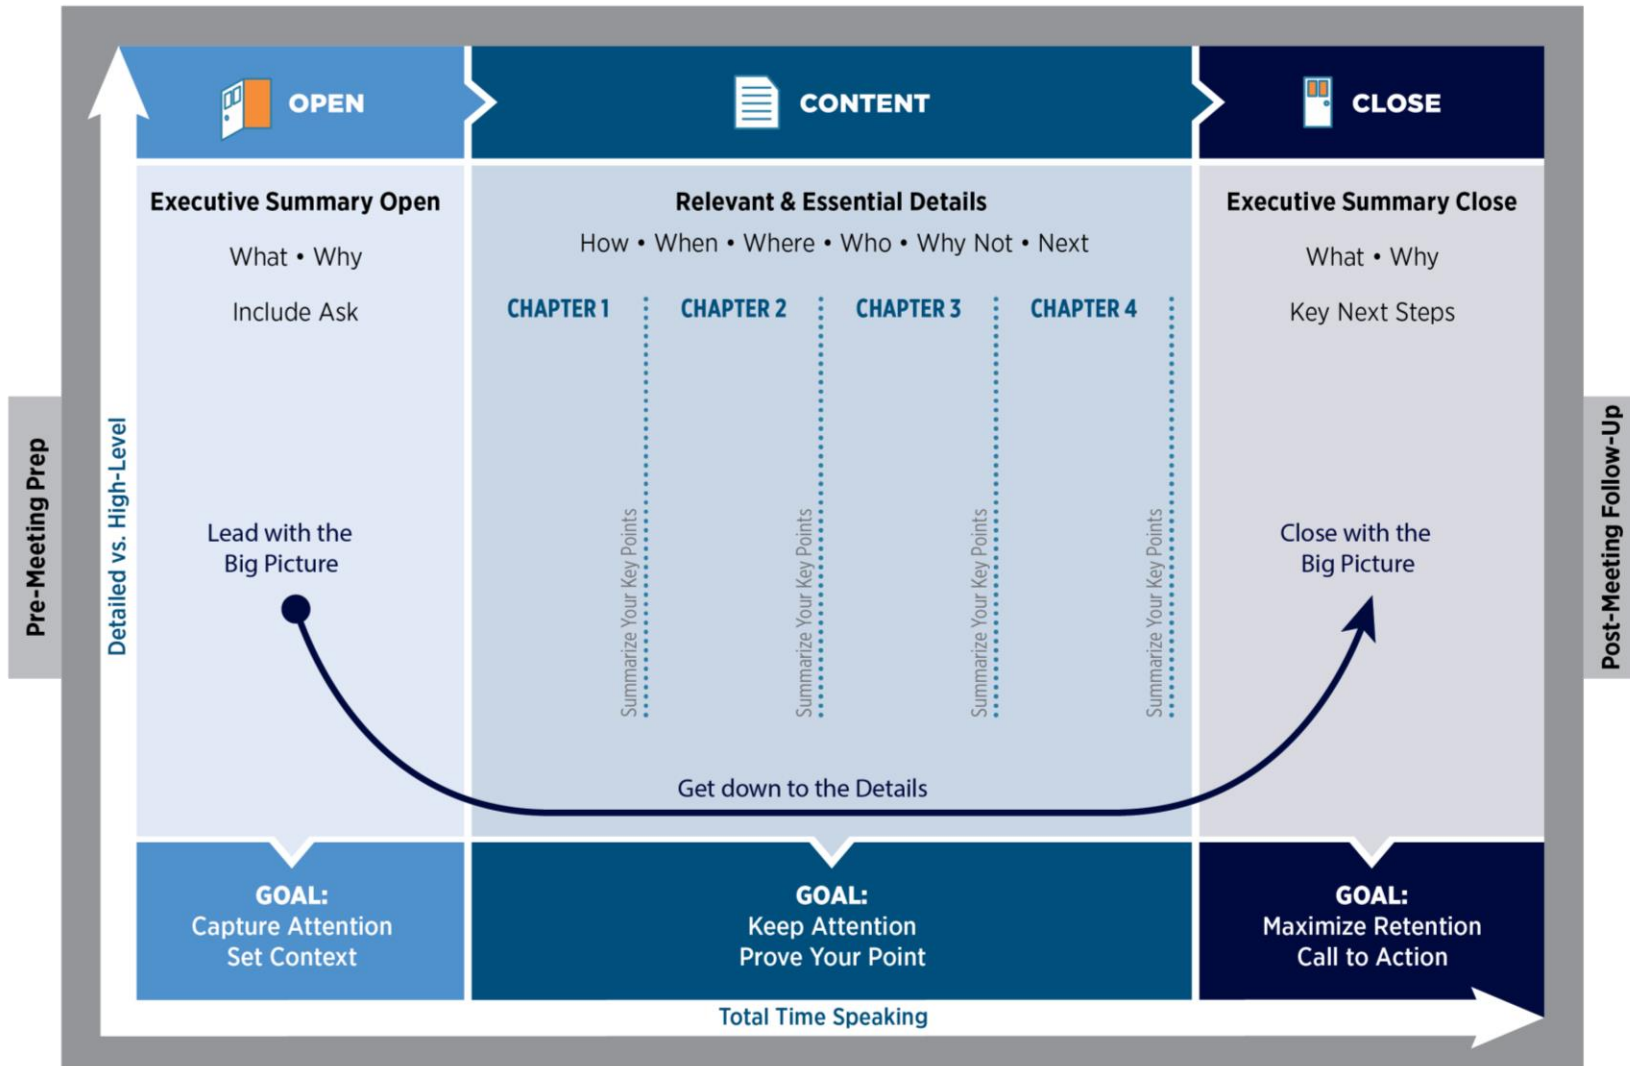 OPEN
CONTENT
CLOSE
Executive Summary Open
What • Why
Include Ask
Relevant & Essential Details
How • When • Where • Who • Why Not • Next
CHAPTER 1
CHAPTER 2
CHAPTER 3
CHAPTER 4
Summarize Your Key Points
Summarize Your Key Points
Summarize Your Key Points
Summarize Your Key Points
Executive Summary Close
What • Why
Key Next Steps
Pre-Meeting Prep
Detailed vs. High-Level
Lead with the
Big Picture
Get down to the Details
Close with the
Big Picture
Post-Meeting Follow-Up
GOAL:
Capture Attention
Set Context
GOAL:
Keep Attention
Prove Your Point
GOAL:
Maximize Retention
Call to Action
Total Time Speaking